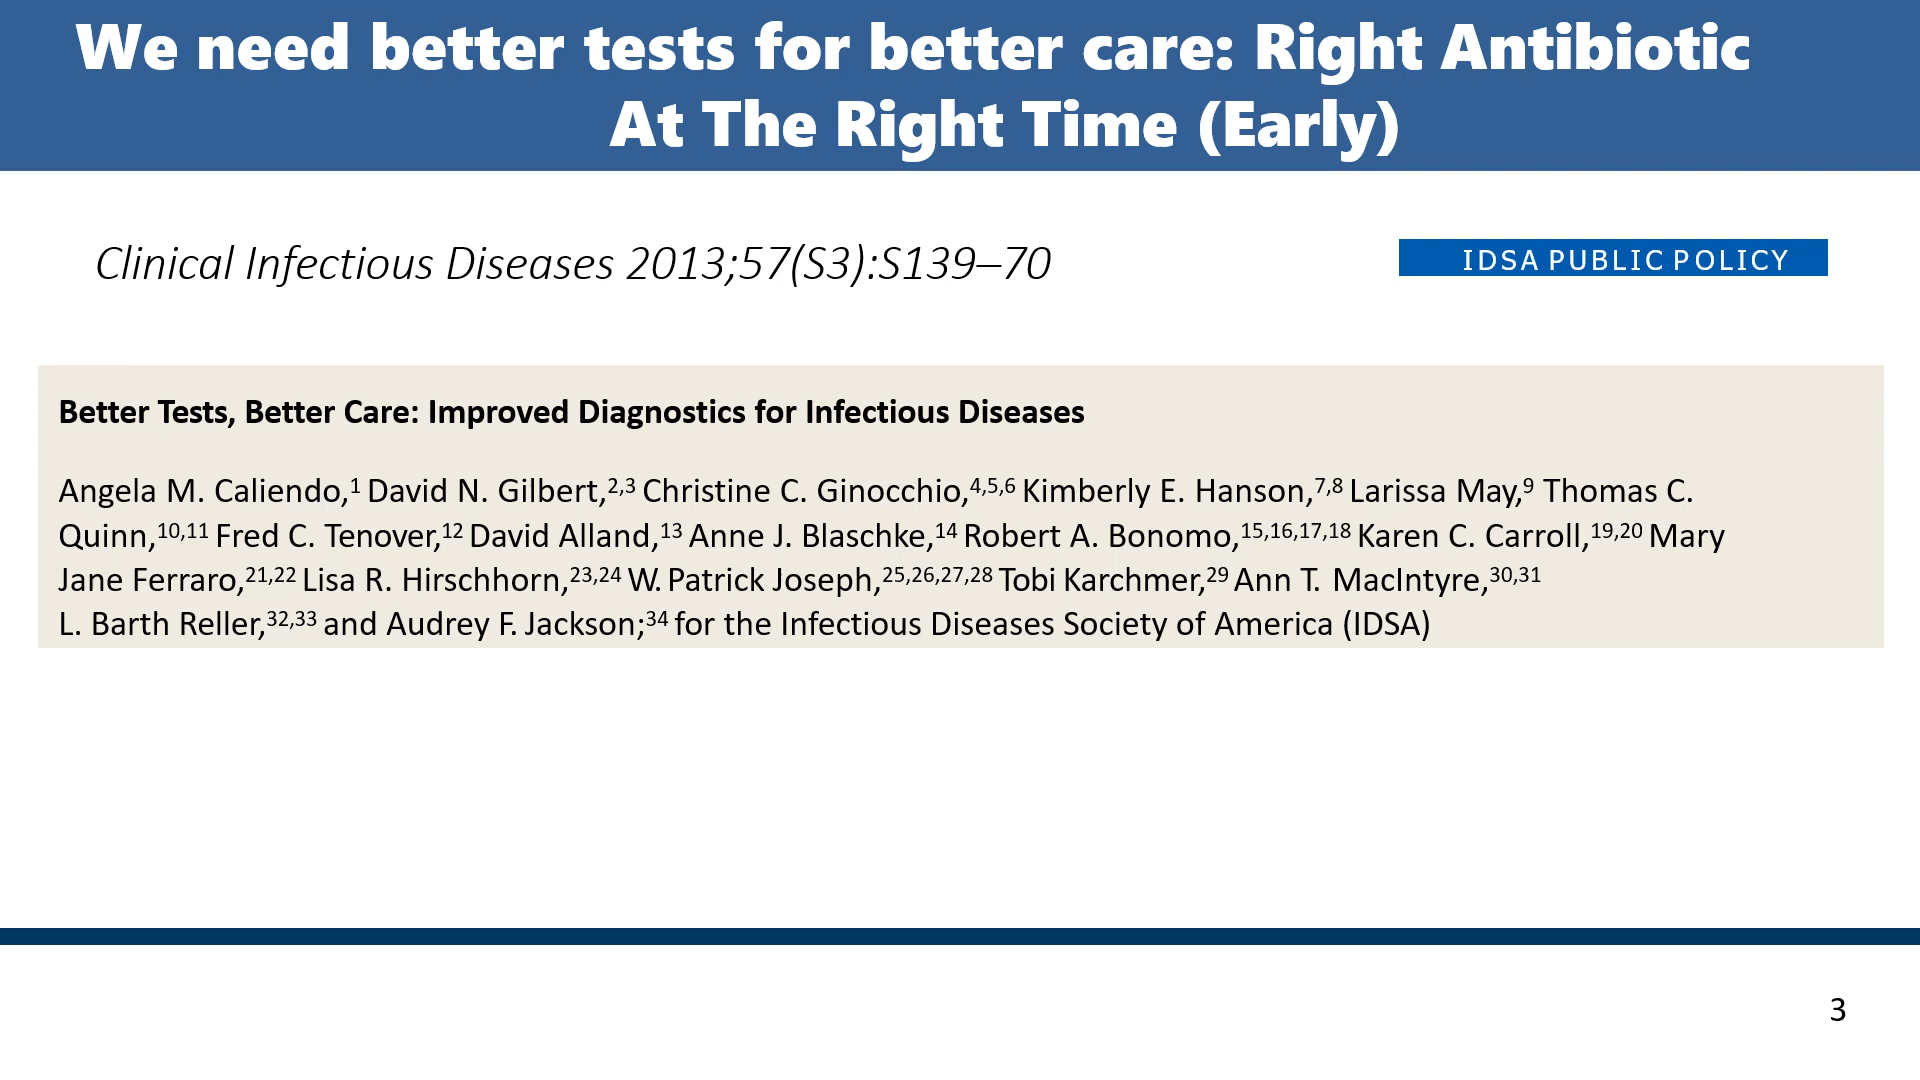 We need better tests for better care: Right Antibiotic
At The Right Time (Early)
Clinical Infectious Diseases 2013;57(S3):S139–70
IDSA PUBLIC POLICY
Better Tests, Better Care: Improved Diagnostics for Infectious Diseases
Angela M. Caliendo,1 David N. Gilbert,2,3 Christine C. Ginocchio,4,5,6 Kimberly E. Hanson,7,8 Larissa May,9 Thomas C.
Quinn,10,11 Fred C. Tenover,12 David Alland,13 Anne J. Blaschke,14 Robert A. Bonomo,15,16,17,18 Karen C. Carroll,19,20 Mary
Jane Ferraro,21,22 Lisa R. Hirschhorn,23,24 W. Patrick Joseph,25,26,27,28 Tobi Karchmer,29 Ann T. MacIntyre,30,31
L. Barth Reller,32,33 and Audrey F. Jackson;34 for the Infectious Diseases Society of America (IDSA)
3